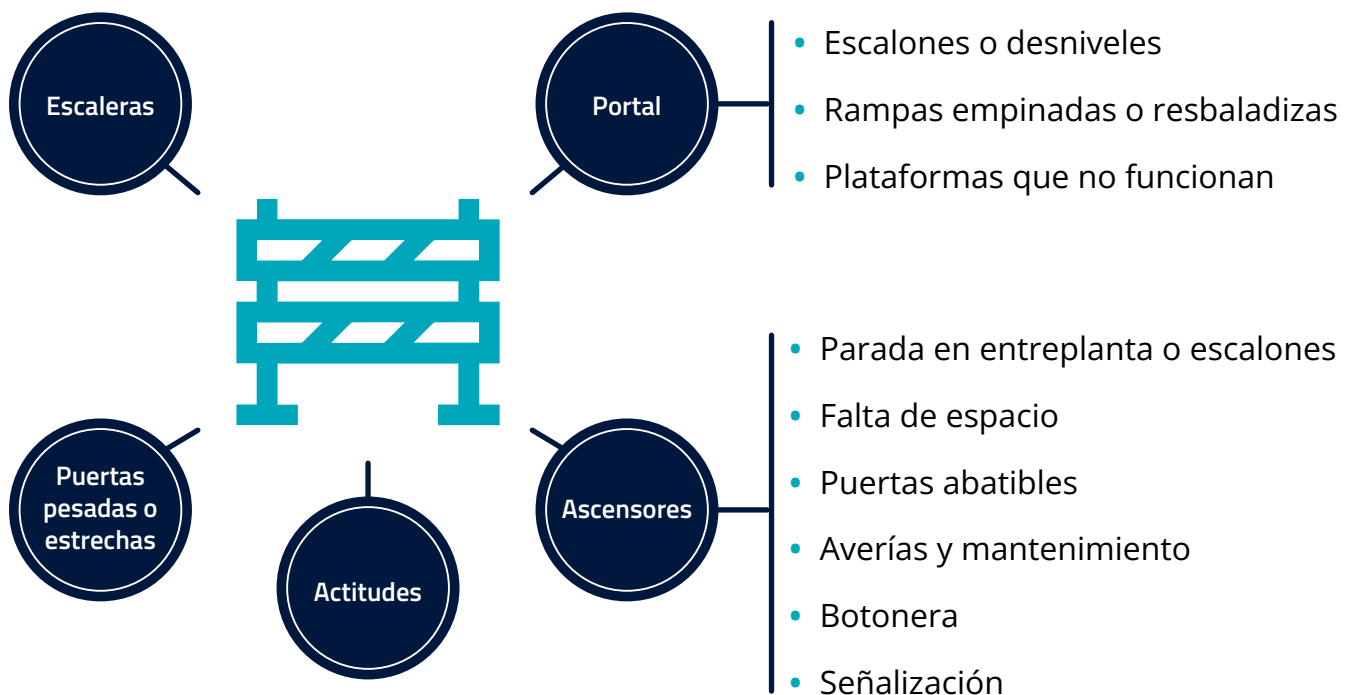 Escaleras
Portal
Escalones o desniveles
Rampas empinadas o resbaladizas
Plataformas que no funcionan
Puertas
pesadas o
estrechas
Actitudes
Ascensores
Parada en entreplanta o escalones
Falta de espacio
Puertas abatibles
Averías y mantenimiento
Botonera
Señalización